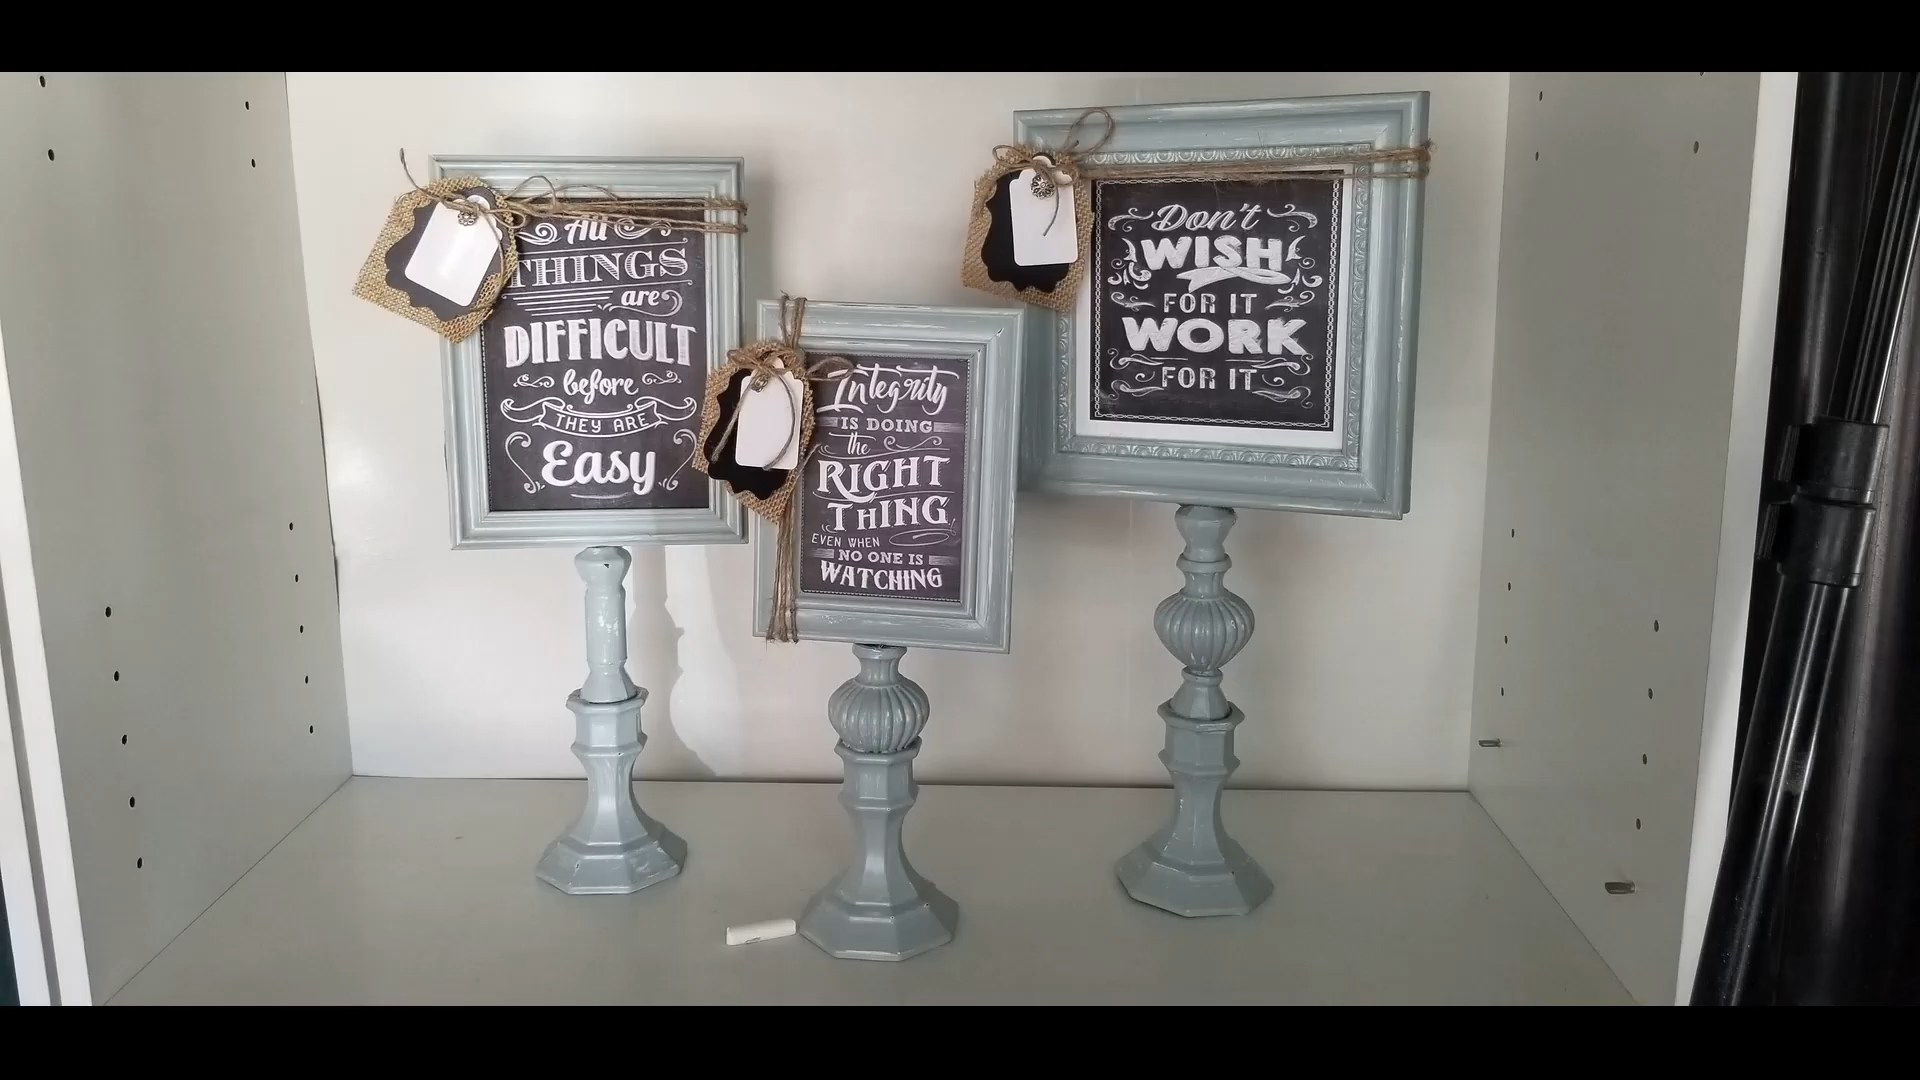 All
THINGS
are
DIFFICULT
before
THEY ARE
Easy
Integrity
IS DOING
the
RIGHT
THING
EVEN WHEN
NO ONE IS
WATCHING
Don't
WISH
FOR IT
WORK
FOR IT